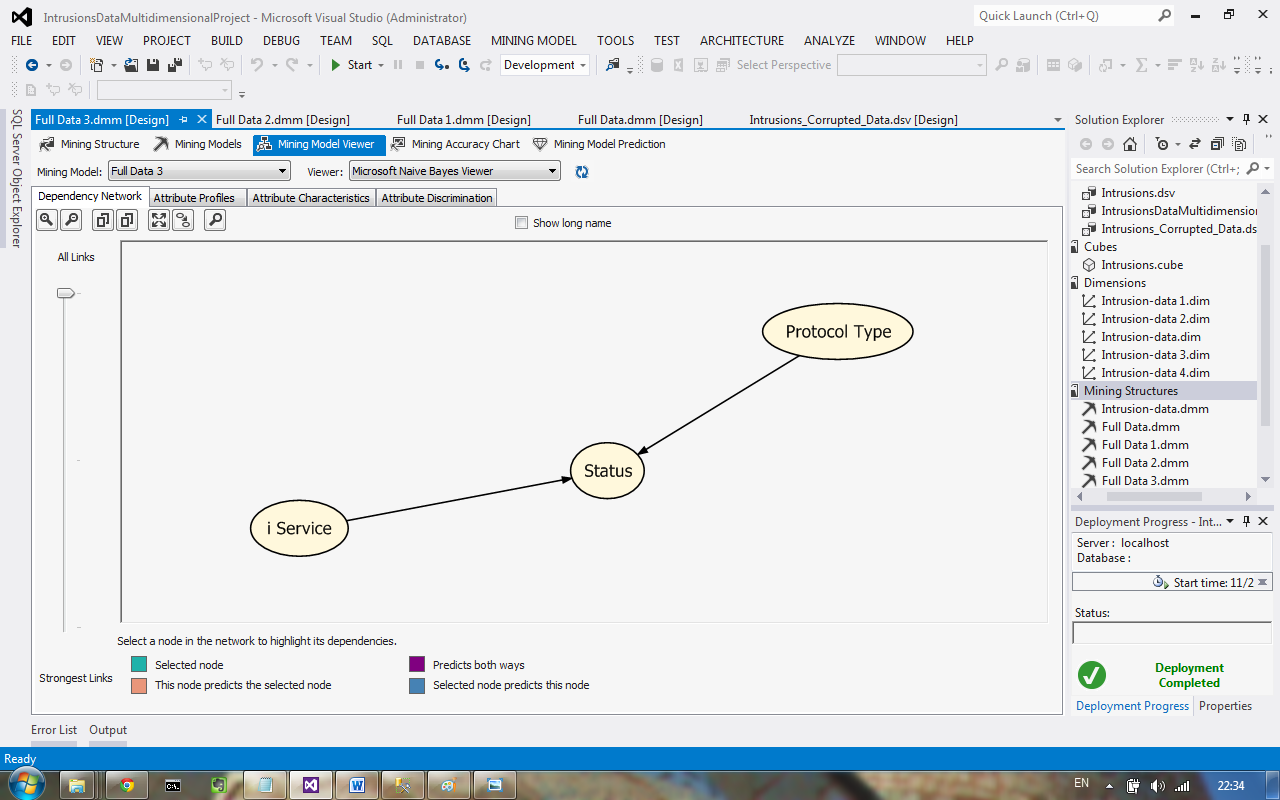 IntrusionsDataMultidimensionalProject - Microsoft Visual Studio (Administrator)
Quick Launch (Ctrl+Q)
FILE EDIT VIEW PROJECT BUILD DEBUG TEAM SQL DATABASE MINING MODEL TOOLS TEST ARCHITECTURE ANALYZE WINDOW HELP
Start Development Select Perspective
SQL Server Object Explorer
Full Data 3.dmm [Design] Full Data 2.dmm [Design] Full Data 1.dmm [Design] Full Data.dmm [Design] Intrusions_Corrupted_Data.dsv [Design]
Mining Structure Mining Models Mining Model Viewer Mining Accuracy Chart Mining Model Prediction
Mining Model: Full Data 3 Viewer: Microsoft Naive Bayes Viewer
Dependency Network Attribute Profiles Attribute Characteristics Attribute Discrimination
Show long name
All Links
Protocol Type
Status
i Service
Select a node in the network to highlight its dependencies.
Selected node Predicts both ways
Strongest Links
This node predicts the selected node Selected node predicts this node
Solution Explorer
Search Solution Explorer (Ctrl+;
Intrusions.dsv
IntrusionsDataMultidimension
Intrusions_Corrupted_Data.ds
Cubes
Intrusions.cube
Dimensions
Intrusion-data 1.dim
Intrusion-data 2.dim
Intrusion-data.dim
Intrusion-data 3.dim
Intrusion-data 4.dim
Mining Structures
Intrusion-data.dmm
Full Data.dmm
Full Data 1.dmm
Full Data 2.dmm
Full Data 3.dmm
Deployment Progress - Int...
Server : localhost
Database :
Start time: 11/2
Status:
Deployment
Completed
Deployment Progress Properties
Error List Output
Ready
EN 22:34